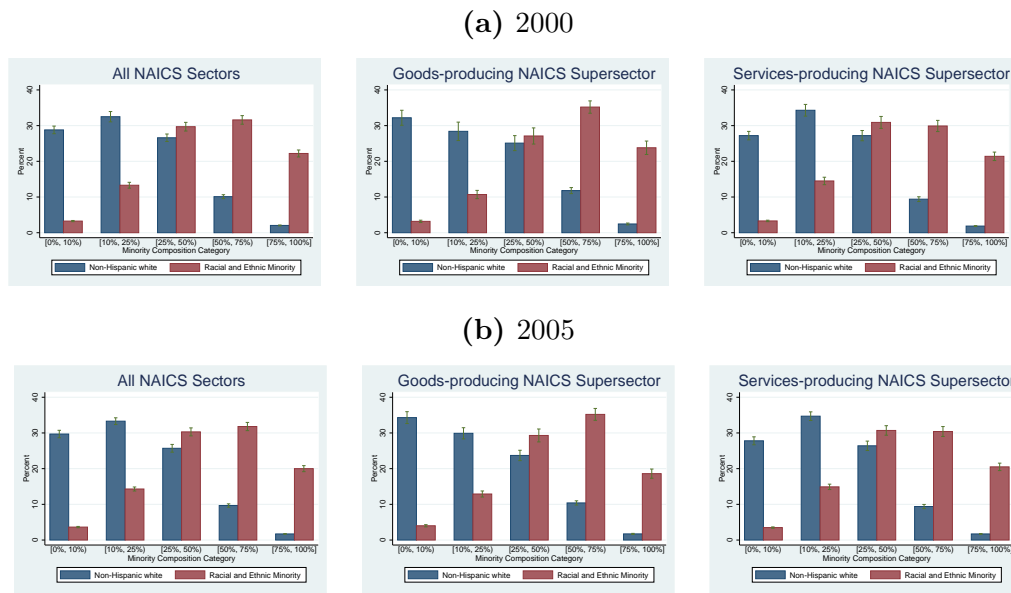 (a) 2000
All NAICS Sectors
Percent
0 10 20 30 40
[0%, 10%) [10%, 25%) [25%, 50%) [50%, 75%) [75%, 100%]
Minority Composition Category
Non-Hispanic white Racial and Ethnic Minority
Goods-producing NAICS Supersector
Percent
0 10 20 30 40
[0%, 10%) [10%, 25%) [25%, 50%) [50%, 75%) [75%, 100%]
Minority Composition Category
Non-Hispanic white Racial and Ethnic Minority
Services-producing NAICS Supersector
Percent
0 10 20 30 40
[0%, 10%) [10%, 25%) [25%, 50%) [50%, 75%) [75%, 100%]
Minority Composition Category
Non-Hispanic white Racial and Ethnic Minority
(b) 2005
All NAICS Sectors
Percent
0 10 20 30 40
[0%, 10%) [10%, 25%) [25%, 50%) [50%, 75%) [75%, 100%]
Minority Composition Category
Non-Hispanic white Racial and Ethnic Minority
Goods-producing NAICS Supersector
Percent
0 10 20 30 40
[0%, 10%) [10%, 25%) [25%, 50%) [50%, 75%) [75%, 100%]
Minority Composition Category
Non-Hispanic white Racial and Ethnic Minority
Services-producing NAICS Supersector
Percent
0 10 20 30 40
[0%, 10%) [10%, 25%) [25%, 50%) [50%, 75%) [75%, 100%]
Minority Composition Category
Non-Hispanic white Racial and Ethnic Minority